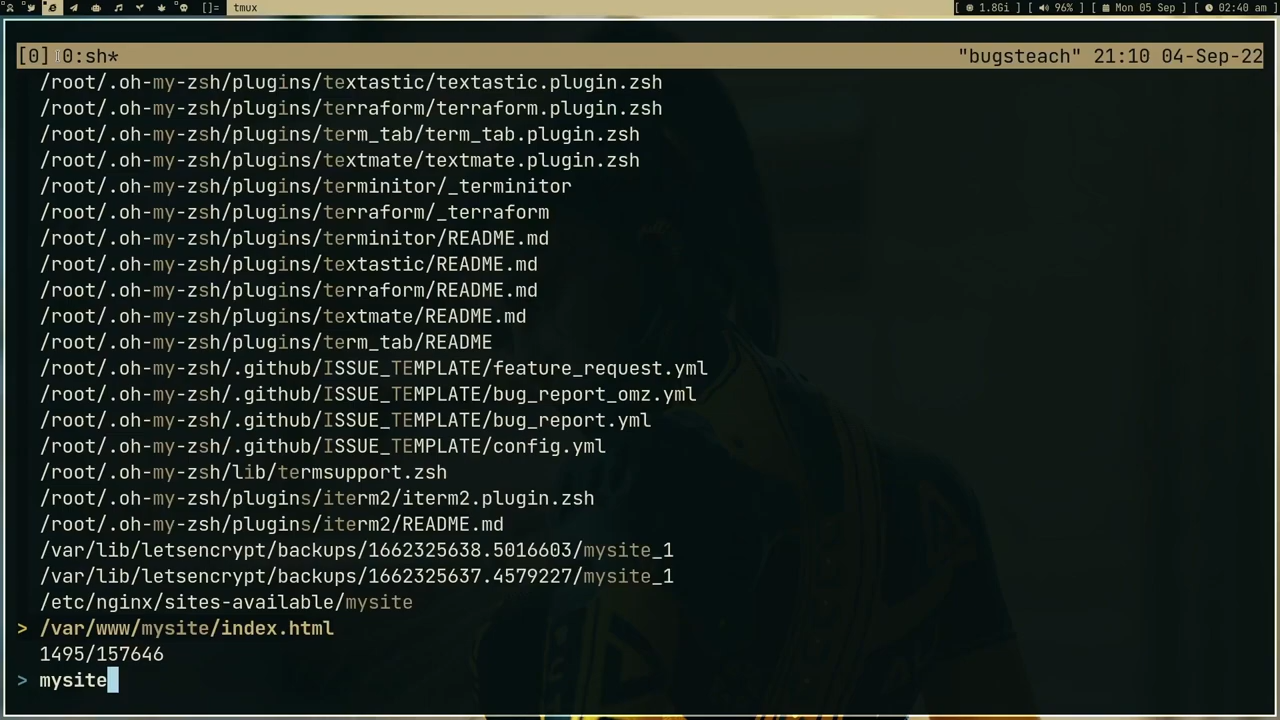 []= tmux [ 1.8Gi ] [ 96% ] [ Mon 05 Sep ] [ 02:40 am ]
[0] 0:sh* "bugsteach" 21:10 04-Sep-22
/root/.oh-my-zsh/plugins/textastic/textastic.plugin.zsh
/root/.oh-my-zsh/plugins/terraform/terraform.plugin.zsh
/root/.oh-my-zsh/plugins/term_tab/term_tab.plugin.zsh
/root/.oh-my-zsh/plugins/textmate/textmate.plugin.zsh
/root/.oh-my-zsh/plugins/terminitor/_terminitor
/root/.oh-my-zsh/plugins/terraform/_terraform
/root/.oh-my-zsh/plugins/terminitor/README.md
/root/.oh-my-zsh/plugins/textastic/README.md
/root/.oh-my-zsh/plugins/terraform/README.md
/root/.oh-my-zsh/plugins/textmate/README.md
/root/.oh-my-zsh/plugins/term_tab/README
/root/.oh-my-zsh/.github/ISSUE_TEMPLATE/feature_request.yml
/root/.oh-my-zsh/.github/ISSUE_TEMPLATE/bug_report_omz.yml
/root/.oh-my-zsh/.github/ISSUE_TEMPLATE/bug_report.yml
/root/.oh-my-zsh/.github/ISSUE_TEMPLATE/config.yml
/root/.oh-my-zsh/lib/termsupport.zsh
/root/.oh-my-zsh/plugins/iterm2/iterm2.plugin.zsh
/root/.oh-my-zsh/plugins/iterm2/README.md
/var/lib/letsencrypt/backups/1662325638.5016603/mysite_1
/var/lib/letsencrypt/backups/1662325637.4579227/mysite_1
/etc/nginx/sites-available/mysite
> /var/www/mysite/index.html
1495/157646
> mysite